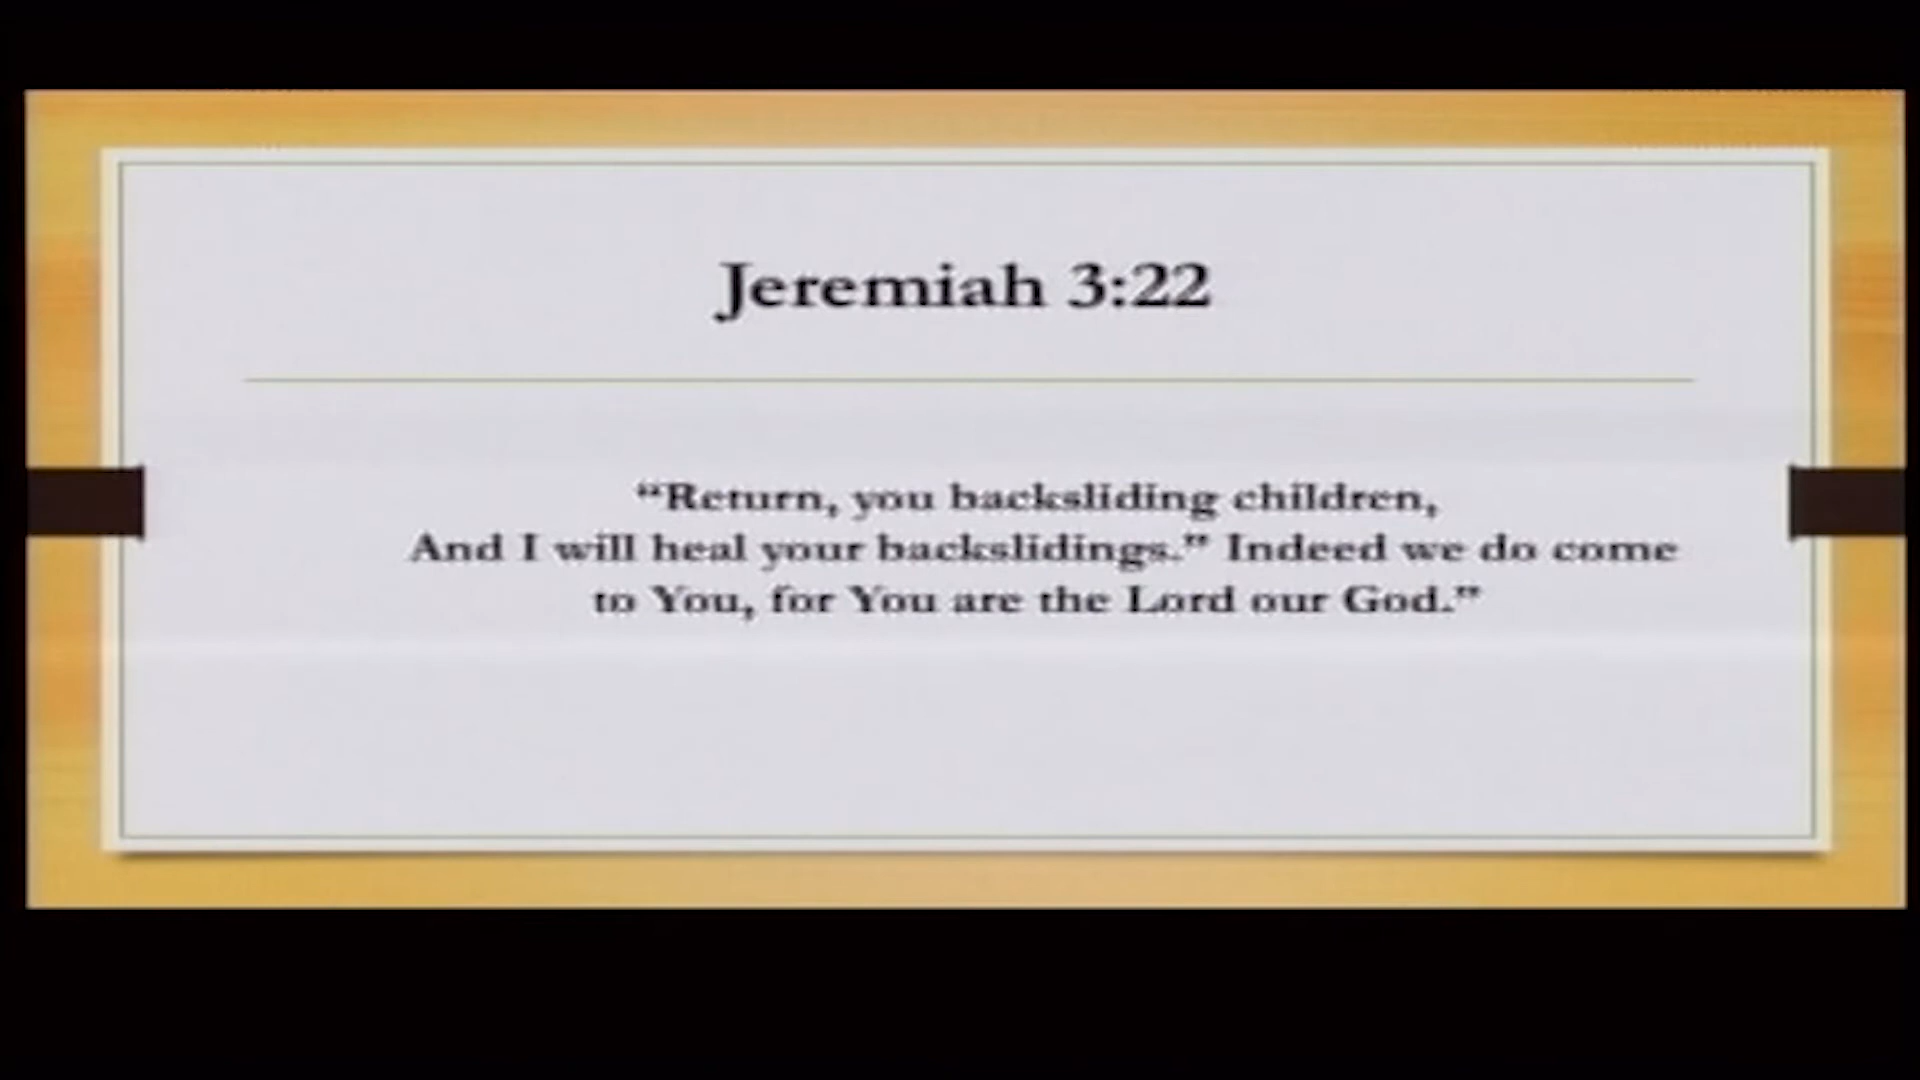 Jeremiah 3:22
“Return, you backsliding children,
And I will heal your backslidings.” Indeed we do come
to You, for You are the Lord our God.”